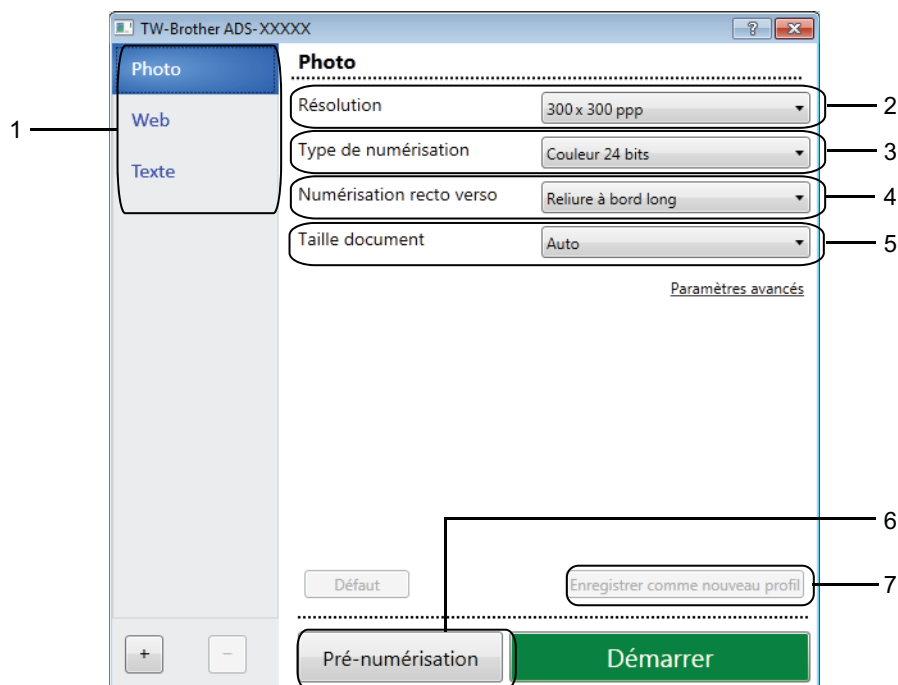 TW-Brother ADS-XXXXX
?
Photo
Web
Texte
1
Photo
Résolution 300 x 300 ppp 2
Type de numérisation Couleur 24 bits 3
Numérisation recto verso Reliure à bord long 4
Taille document Auto 5
Paramètres avancés
6
Défaut Enregistrer comme nouveau profil 7
+ −
Pré-numérisation Démarrer